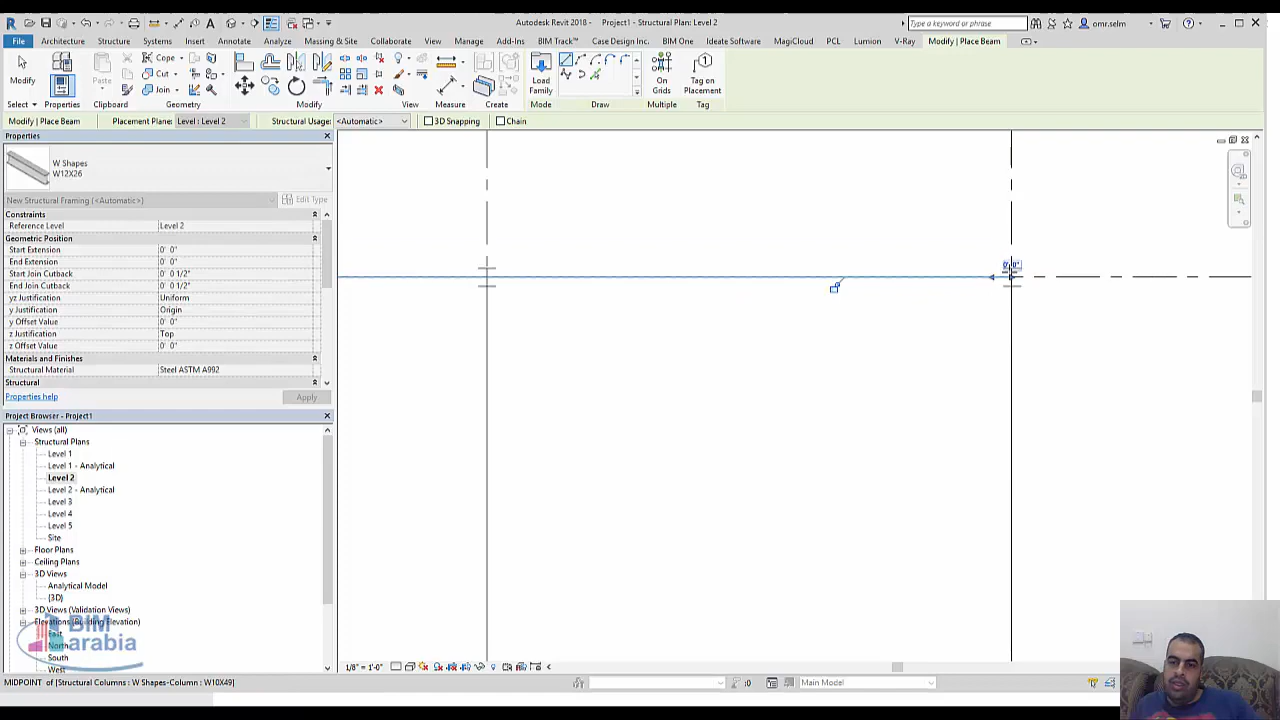 Autodesk Revit 2018 -    Project1 - Structural Plan: Level 2
Type a keyword or phrase
omr.selm
File Architecture Structure Systems Insert Analyze Massing & Site Collaborate View Manage Add-Ins BIM Track™ Case Design Inc. BIM One Ideate Software MagiCloud PCL Lumion V-Ray Modify | Place Beam
Modify Paste Cope Cut Join Load Family On Grids Tag on Placement
Select Properties Clipboard Geometry Modify View Measure Create Mode Draw Multiple Tag
Modify | Place Beam Placement Plane: Level : Level 2 Structural Usage: <Automatic> 3D Snapping Chain
Properties
W Shapes
W12X26
New Structural Framing (<Automatic>) Edit Type
Constraints
Reference Level Level 2
Geometric Position
Start Extension 0' 0"
End Extension 0' 0"
Start Join Cutback 0' 0 1/2"
End Join Cutback 0' 0 1/2"
yz Justification Uniform
y Justification Origin
y Offset Value 0' 0"
z Justification Top
z Offset Value 0' 0"
Materials and Finishes
Structural Material Steel ASTM A992
Structural
Properties help Apply
Project Browser - Project1
Views (all)
Structural Plans
Level 1
Level 1 - Analytical
Level 2
Level 2 - Analytical
Level 3
Level 4
Level 5
Site
Floor Plans
Ceiling Plans
3D Views
Analytical Model
{3D}
3D Views (Validation Views)
Elevations (Building Elevation)
East
North
South
West
BIM
arabia
1/8" = 1'-0"
MIDPOINT of [Structural Columns : W Shapes-Column : W10X49] :0 Main Model